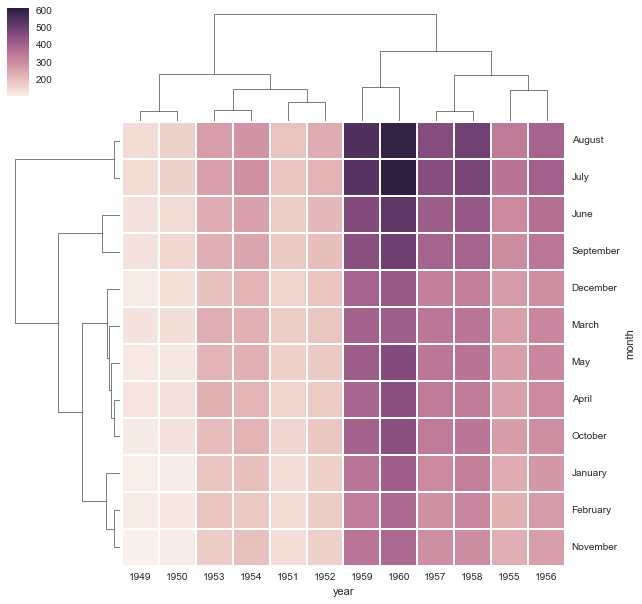 600
500
400
300
200
August
July
June
September
December
March
May
April
October
January
February
November
month
1949 1950 1953 1954 1951 1952 1959 1960 1957 1958 1955 1956
year